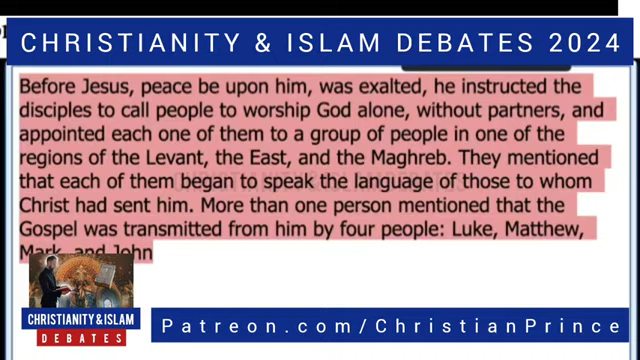 CHRISTIANITY & ISLAM DEBATES 2024
Before Jesus, peace be upon him, was exalted, he instructed the
disciples to call people to worship God alone, without partners, and
appointed each one of them to a group of people in one of the
regions of the Levant, the East, and the Maghreb. They mentioned
that each of them began to speak the language of those to whom
Christ had sent him. More than one person mentioned that the
Gospel was transmitted from him by four people: Luke, Matthew,
Mark, and John
CHRISTIANITY & ISLAM DEBATES
CHRISTIANITY & ISLAM
DEBATES
Patreon.com/ChristianPrince